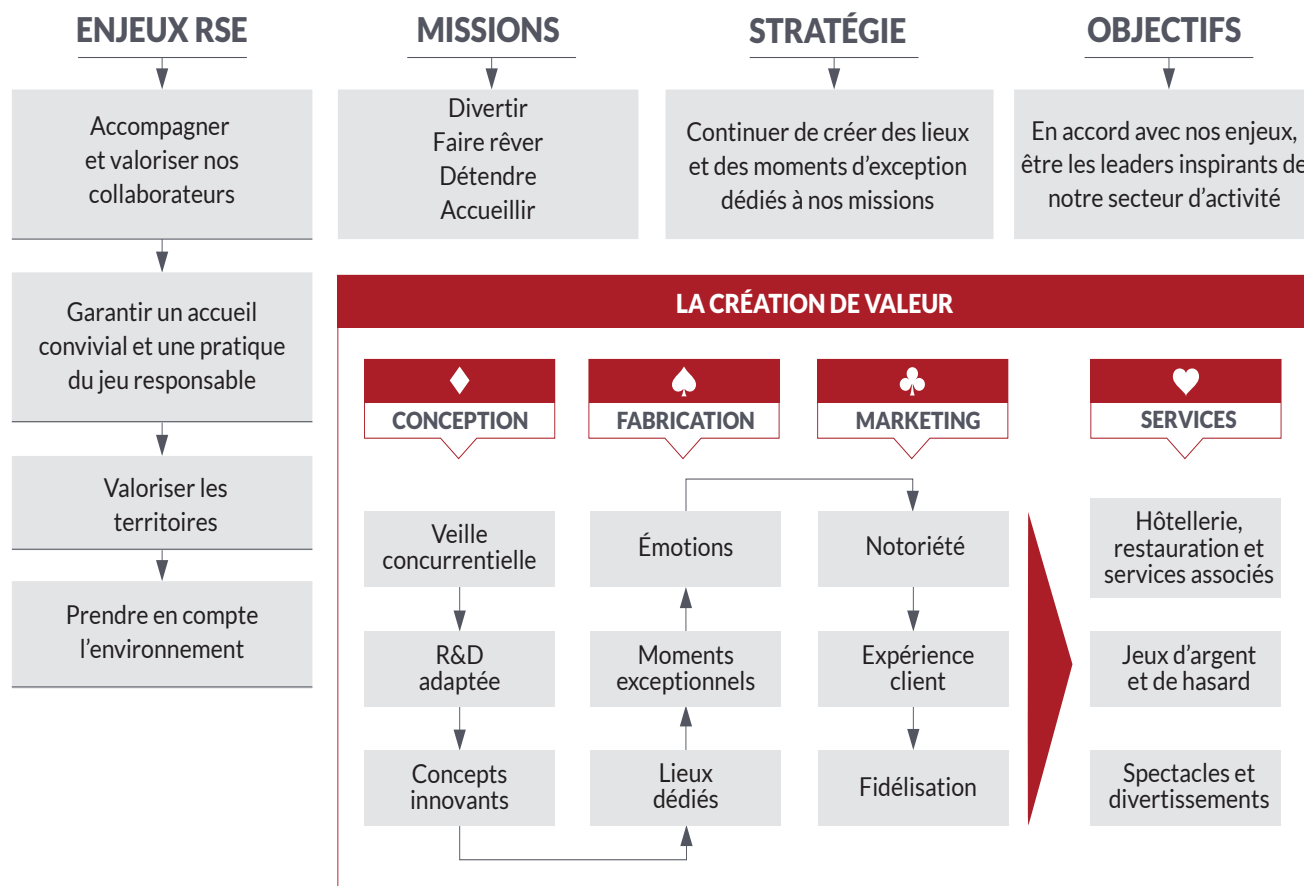 ENJEUX RSE
Accompagner
et valoriser nos
collaborateurs
Garantir un accueil
convivial et une pratique
du jeu responsable
Valoriser les
territoires
Prendre en compte
l’environnement
MISSIONS
Divertir
Faire rêver
Détendre
Accueillir
STRATÉGIE
Continuer de créer des lieux
et des moments d’exception
dédiés à nos missions
OBJECTIFS
En accord avec nos enjeux,
être les leaders inspirants de
notre secteur d’activité
LA CRÉATION DE VALEUR
CONCEPTION
Veille
concurrentielle
R&D
adaptée
Concepts
innovants
FABRICATION
Émotions
Moments
exceptionnels
Lieux
dédiés
MARKETING
Notoriété
Expérience
client
Fidélisation
SERVICES
Hôtellerie,
restauration et
services associés
Jeux d’argent
et de hasard
Spectacles et
divertissements